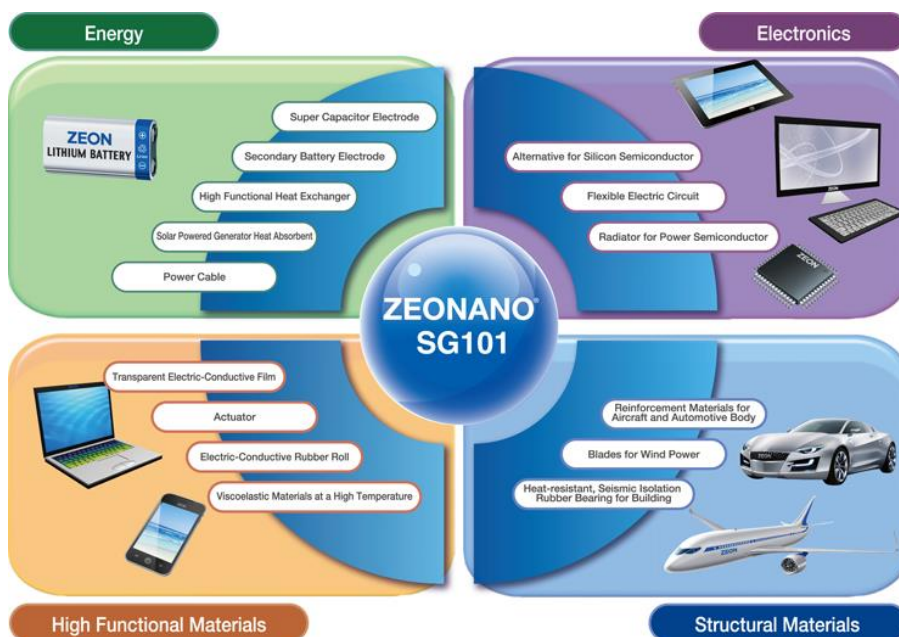 Energy
Electronics
ZEON
LITHIUM BATTERY
Super Capacitor Electrode
Secondary Battery Electrode
High Functional Heat Exchanger
Solar Powered Generator Heat Absorbent
Power Cable
Alternative for Silicon Semiconductor
Flexible Electric Circuit
Radiator for Power Semiconductor
ZEON
ZEON
ZEONANO®
SG101
Transparent Electric-Conductive Film
Actuator
Electric-Conductive Rubber Roll
Viscoelastic Materials at a High Temperature
Reinforcement Materials for
Aircraft and Automotive Body
Blades for Wind Power
Heat-resistant, Seismic Isolation
Rubber Bearing for Building
ZEON
ZEON
High Functional Materials
Structural Materials